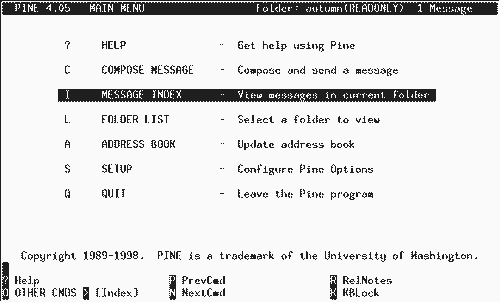 PINE 4.05 MAIN MENU Folder: autumn(READONLY) 1 Message
? HELP - Get help using Pine
C COMPOSE MESSAGE - Compose and send a message
I MESSAGE INDEX - View messages in current folder
L FOLDER LIST - Select a folder to view
A ADDRESS BOOK - Update address book
S SETUP - Configure Pine Options
Q QUIT - Leave the Pine program
Copyright 1989-1998. PINE is a trademark of the University of Washington.
? Help P PrevCmd R RelNotes
O OTHER CMDS > [Index] N NextCmd K KBLock